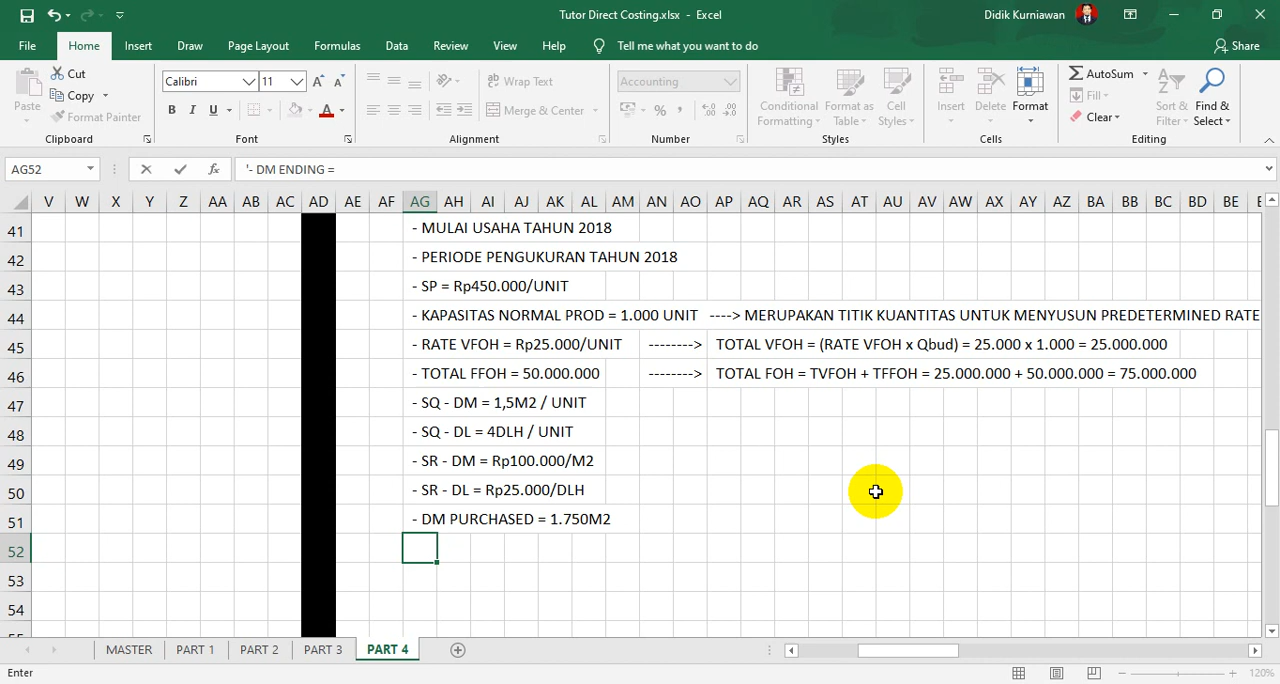 Tutor Direct Costing.xlsx - Excel
Didik Kurniawan
File Home Insert Draw Page Layout Formulas Data Review View Help Tell me what you want to do Share
Paste Cut Copy Format Painter Clipboard
Calibri 11 B I U A Font
Wrap Text Merge & Center Alignment
Accounting % , Number
Conditional Formatting Format as Table Cell Styles Styles
Insert Delete Format Cells
AutoSum Fill Clear Sort & Filter Find & Select Editing
AG52 fx '- DM ENDING =
V W X Y Z AA AB AC AD AE AF AG AH AI AJ AK AL AM AN AO AP AQ AR AS AT AU AV AW AX AY AZ BA BB BC BD BE
41 - MULAI USAHA TAHUN 2018
42 - PERIODE PENGUKURAN TAHUN 2018
43 - SP = Rp450.000/UNIT
44 - KAPASITAS NORMAL PROD = 1.000 UNIT ----> MERUPAKAN TITIK KUANTITAS UNTUK MENYUSUN PREDETERMINED RATE
45 - RATE VFOH = Rp25.000/UNIT --------> TOTAL VFOH = (RATE VFOH x Qbud) = 25.000 x 1.000 = 25.000.000
46 - TOTAL FFOH = 50.000.000 --------> TOTAL FOH = TVFOH + TFFOH = 25.000.000 + 50.000.000 = 75.000.000
47 - SQ - DM = 1,5M2 / UNIT
48 - SQ - DL = 4DLH / UNIT
49 - SR - DM = Rp100.000/M2
50 - SR - DL = Rp25.000/DLH
51 - DM PURCHASED = 1.750M2
52
53
54
MASTER PART 1 PART 2 PART 3 PART 4
Enter 120%